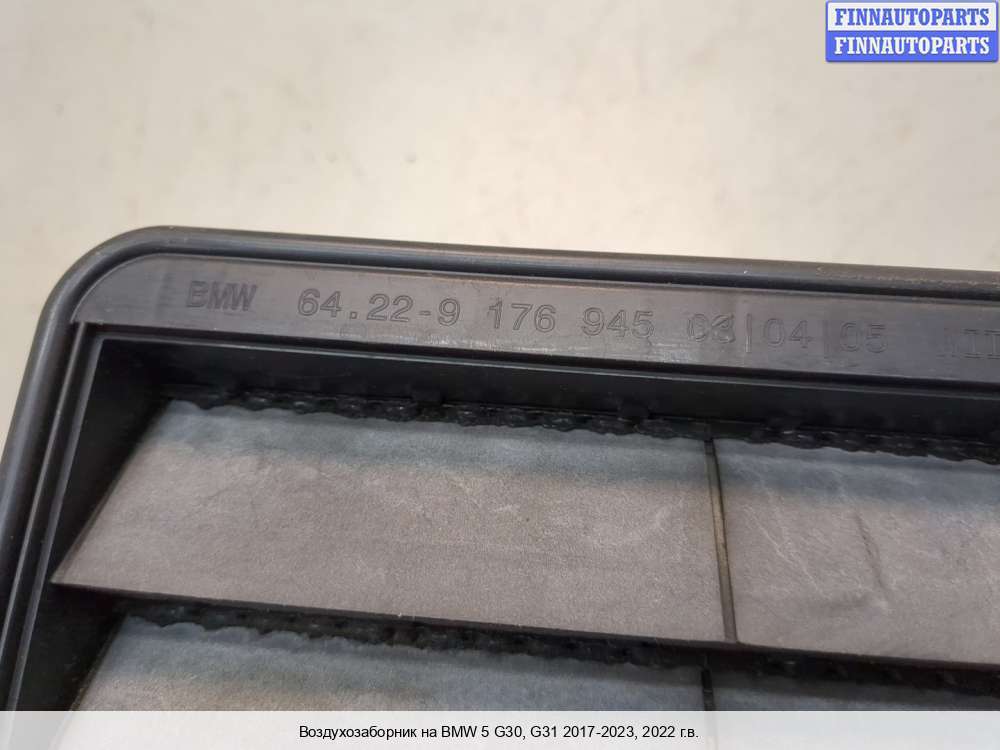 FINNAUTOPARTS
FINNAUTOPARTS
BMW 64.22-9 176 945 03|04|05
Воздухозаборник на BMW 5 G30, G31 2017-2023, 2022 г.в.